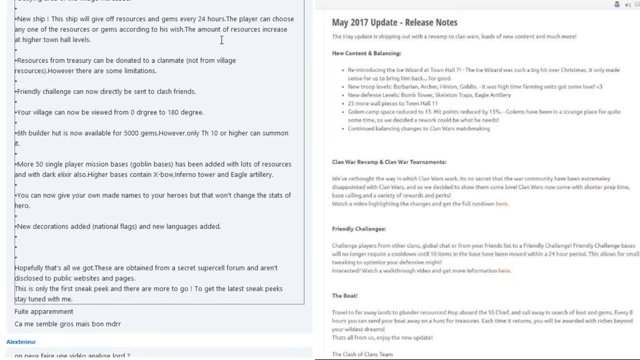 •New ship ! This ship will give off resources and gems every 24 hours.The player can choose
any one of the resources or gems according to his wish.The amount of resources increase
at higher town hall levels.
•
•Resources from treasury can be donated to a clanmate (not from village
resources).However there are some limitations.
•
•Friendly challenge can now directly be sent to clash friends.
•
•Your village can now be viewed from 0 drgree to 180 degree.
•
•6th builder hut is now available for 5000 gems.However,only Th 10 or higher can summon
it.
•
•More 50 single player mission bases (goblin bases) has been added with lots of resources
and with dark elixir also.Higher bases contain X-bow,Inferno tower and Eagle artillery.
•
•You can now give your own made names to your heroes but that won't change the stats of
hero.
•
•New decorations added (national flags) and new languages added.
•
•
•
Hopefully that's all we got.These are obtained from a secret supercell forum and aren't
disclosed to public websites and pages.
This is only the first sneak peek and there are more to go ! To get the latest sneak peeks
stay tuned with me.
Fuite apparemment
Ca me semble gros mais bon mdrr
Alexterieur
on peux faire une vidéo analyse lord ?
May 2017 Update - Release Notes
The may update is shipping out with a revamp to clan wars, loads of new content and much more!
New Content & Balancing:
• Re-introducing the Ice Wizard at Town Hall 7! - The Ice Wizard was such a big hit over Christmas, it only made
sense for us to bring him back... for good.
• New troop levels: Barbarian, Archer, Minion, Goblin. - It was high time farming units got some level! <3
• New defense Levels: Bomb Tower, Skeleton Traps, Eagle Artillery
• 25 more wall pieces to Town Hall 11
• Golem camp space reduced to 15. Hit points reduced by 15% - Golems have been in a strange place for quite
some time, so we decided a rework could be what he needs!
• Continued balancing changes to Clan Wars matchmaking
Clan War Revamp & Clan War Tournaments:
We've rethought the way in which Clan Wars work. Its no secret that the war community have been extremeley
disappointed with Clan Wars, and so we decided to show them some love! Clan Wars now come with shorter prep time,
base calling and a variety of rewards and perks!
Watch a video highlighting the changes and get the full rundown here.
Friendly Challenges:
Challenge players from other clans, global chat or from your Friends list to a Friendly Challenge! Friendly Challenge bases
will no longer require a cooldown until 10 items in the base have been moved within a 24 hour period. This allows for small
tweaking to optimize your defensive might!
Interested? Watch a walkthrough video and get more information here.
The Boat!
Travel to far away lands to plunder resources! Hop aboard the SS Chief, and sail away in search of loot and gems. Every 8
hours you can send your boat away on a hunt for treasures. Each time it returns, you will be awarded with riches beyond
your wildest dreams!
Thats all from us, enjoy the new update!
The Clash of Clans Team